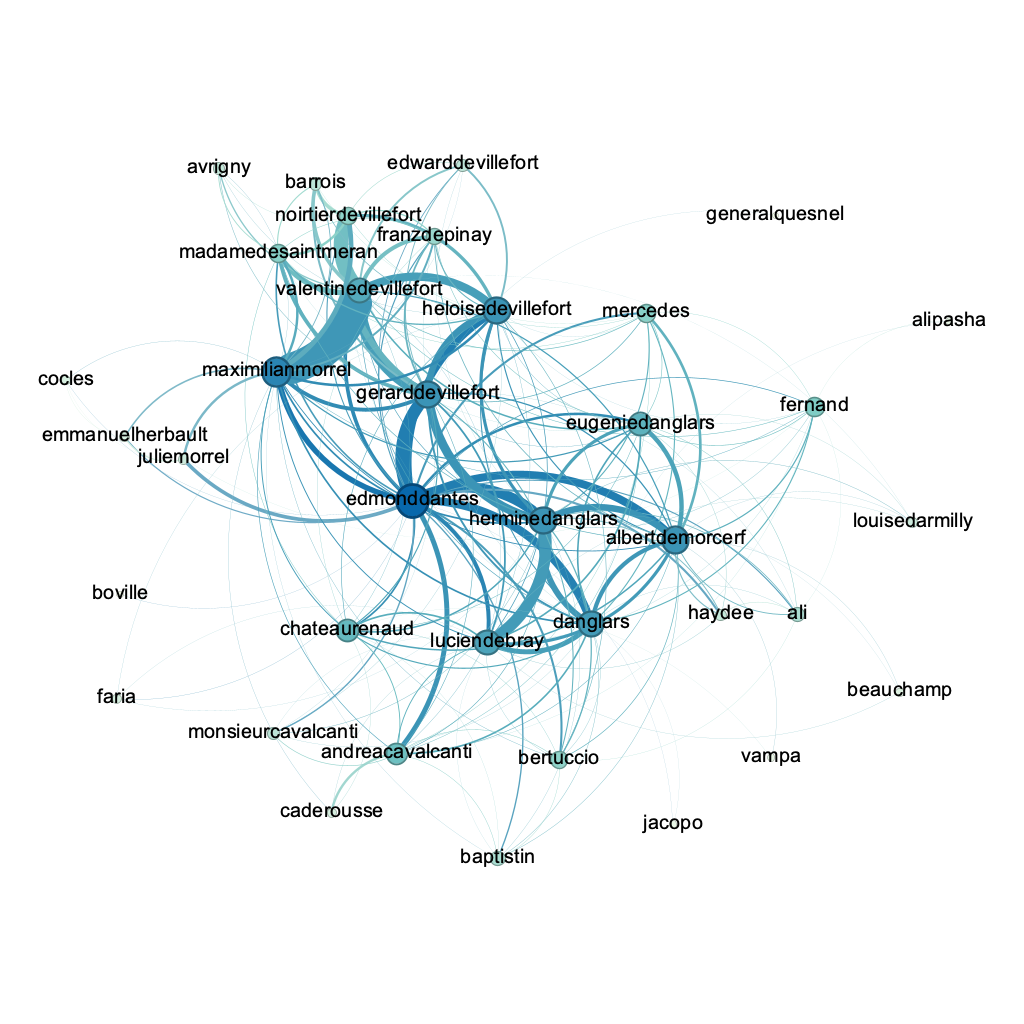 edwarddevillefort
avrigny
barrois
generalquesnel
noirtierdevillefort
franzdepinay
madamedesaintmeran
valentinedevillefort
heloisedevillefort
mercedes
alipasha
maximilianmorrel
cocles
gerarddevillefort
fernand
eugeniedanglars
emmanuelherbault
juliemorrel
edmonddantes
herminedanglars
louisedarmilly
albertdemorcerf
boville
haydee
ali
danglars
chateaurenaud
luciendebray
beauchamp
faria
monsieurcavalcanti
andreacavalcanti
bertuccio
vampa
caderousse
jacopo
baptistin